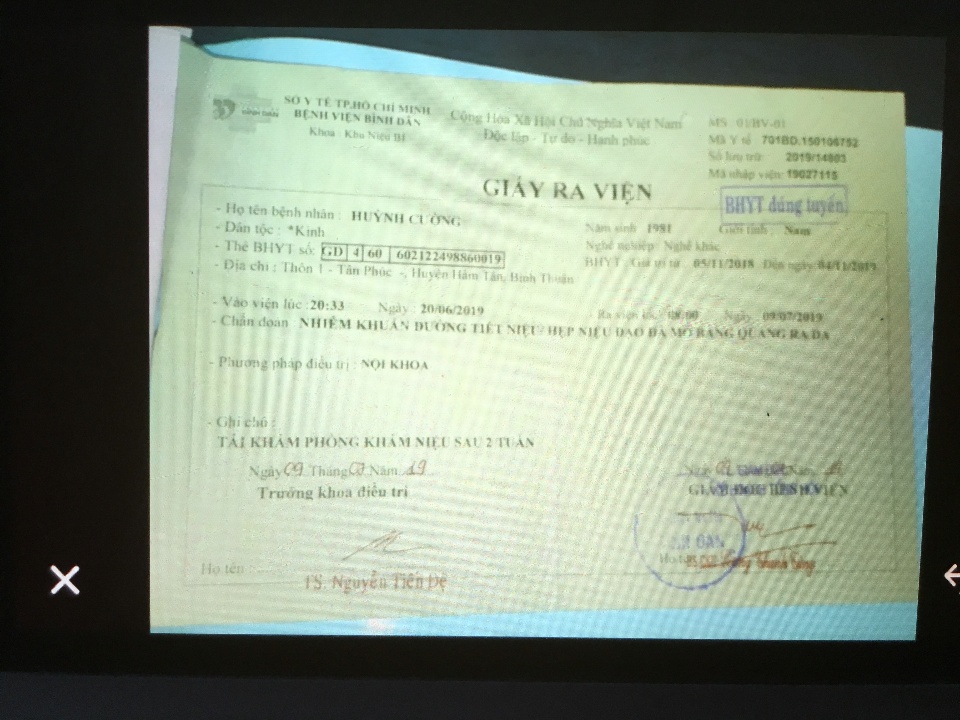 SỞ Y TẾ TP.HỒ CHÍ MINH
BỆNH VIỆN BÌNH DÂN
Khoa : Khu Niệu B1
BÌNH DÂN
Cộng Hòa Xã Hội Chủ Nghĩa Việt Nam
Độc lập - Tự do - Hạnh phúc
MS 01/BV-01
Mã Y tế 701BD.150106752
Số lưu trữ: 2019/14803
Mã nhập viện: 19027115
GIẤY RA VIỆN
BHYT đúng tuyến
- Họ tên bệnh nhân : HUỲNH CƯỜNG Năm sinh 1981 Giới tính : Nam
- Dân tộc : *Kinh Nghề nghiệp: Nghề khác
- Thẻ BHYT số: GD 4 60 602122498860019 BHYT : Giá trị từ 05/11/2018 Đến ngày: 04/11/2019
- Địa chỉ : Thôn 1 - Tân Phúc -, Huyện Hàm Tân, Bình Thuận
- Vào viện lúc :20:33 Ngày : 20/06/2019 - Ra viện lúc : 08:00 Ngày 09/07/2019
- Chẩn đoán NHIỄM KHUẨN ĐƯỜNG TIẾT NIỆU/ HẸP NIỆU ĐẠO ĐÃ MỞ BÀNG QUANG RA DA
- Phương pháp điều trị : NỘI KHOA
- Ghi chú :
TÁI KHÁM PHÒNG KHÁM NIỆU SAU 2 TUẦN
Ngày 09 Tháng 07 Năm 19
Trưởng khoa điều trị
Ngày Năm
GIÁM ĐỐC BỆNH VIỆN
Họ tên
TS. Nguyễn Tiến Đệ
Họ tên